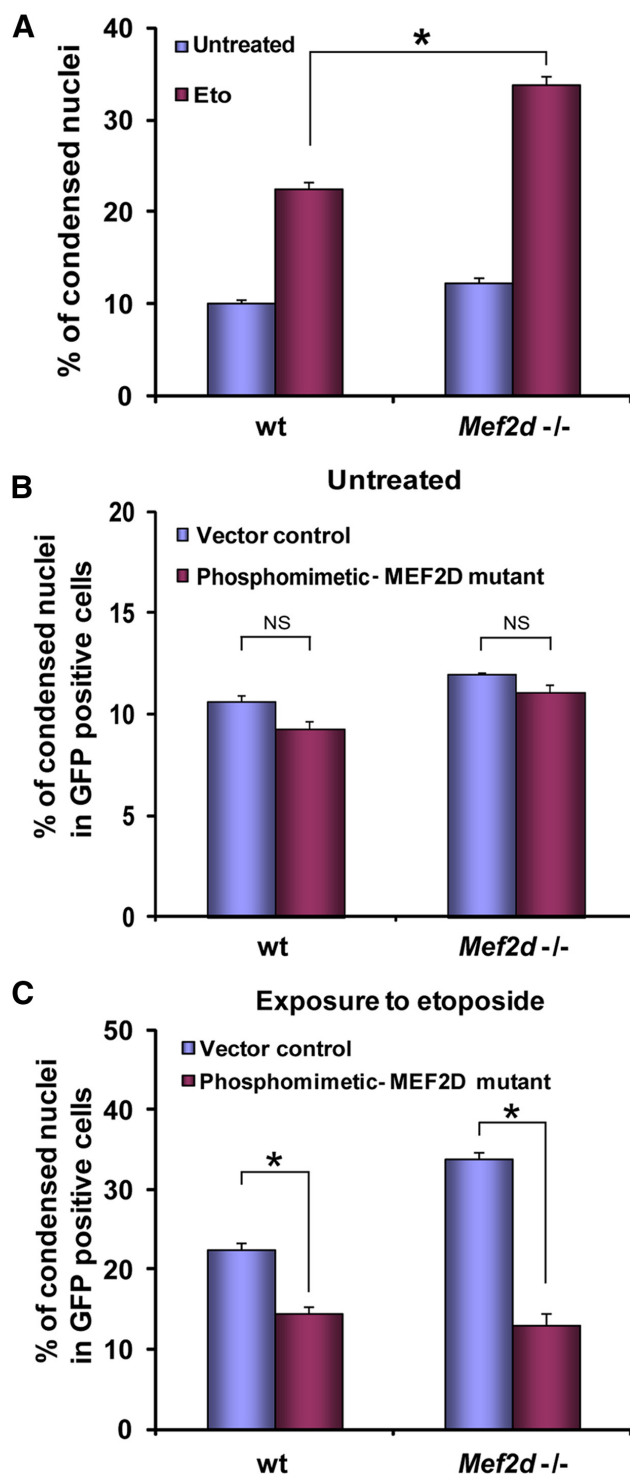 A
% of condensed nuclei
40
30
20
10
0
Untreated
Eto
*
wt
Mef2d -/-
B
Untreated
% of condensed nuclei
in GFP positive cells
20
15
10
5
0
Vector control
Phosphomimetic- MEF2D mutant
NS
NS
wt
Mef2d -/-
C
Exposure to etoposide
% of condensed nuclei
in GFP positive cells
50
40
30
20
10
0
Vector control
Phosphomimetic- MEF2D mutant
*
*
wt
Mef2d -/-